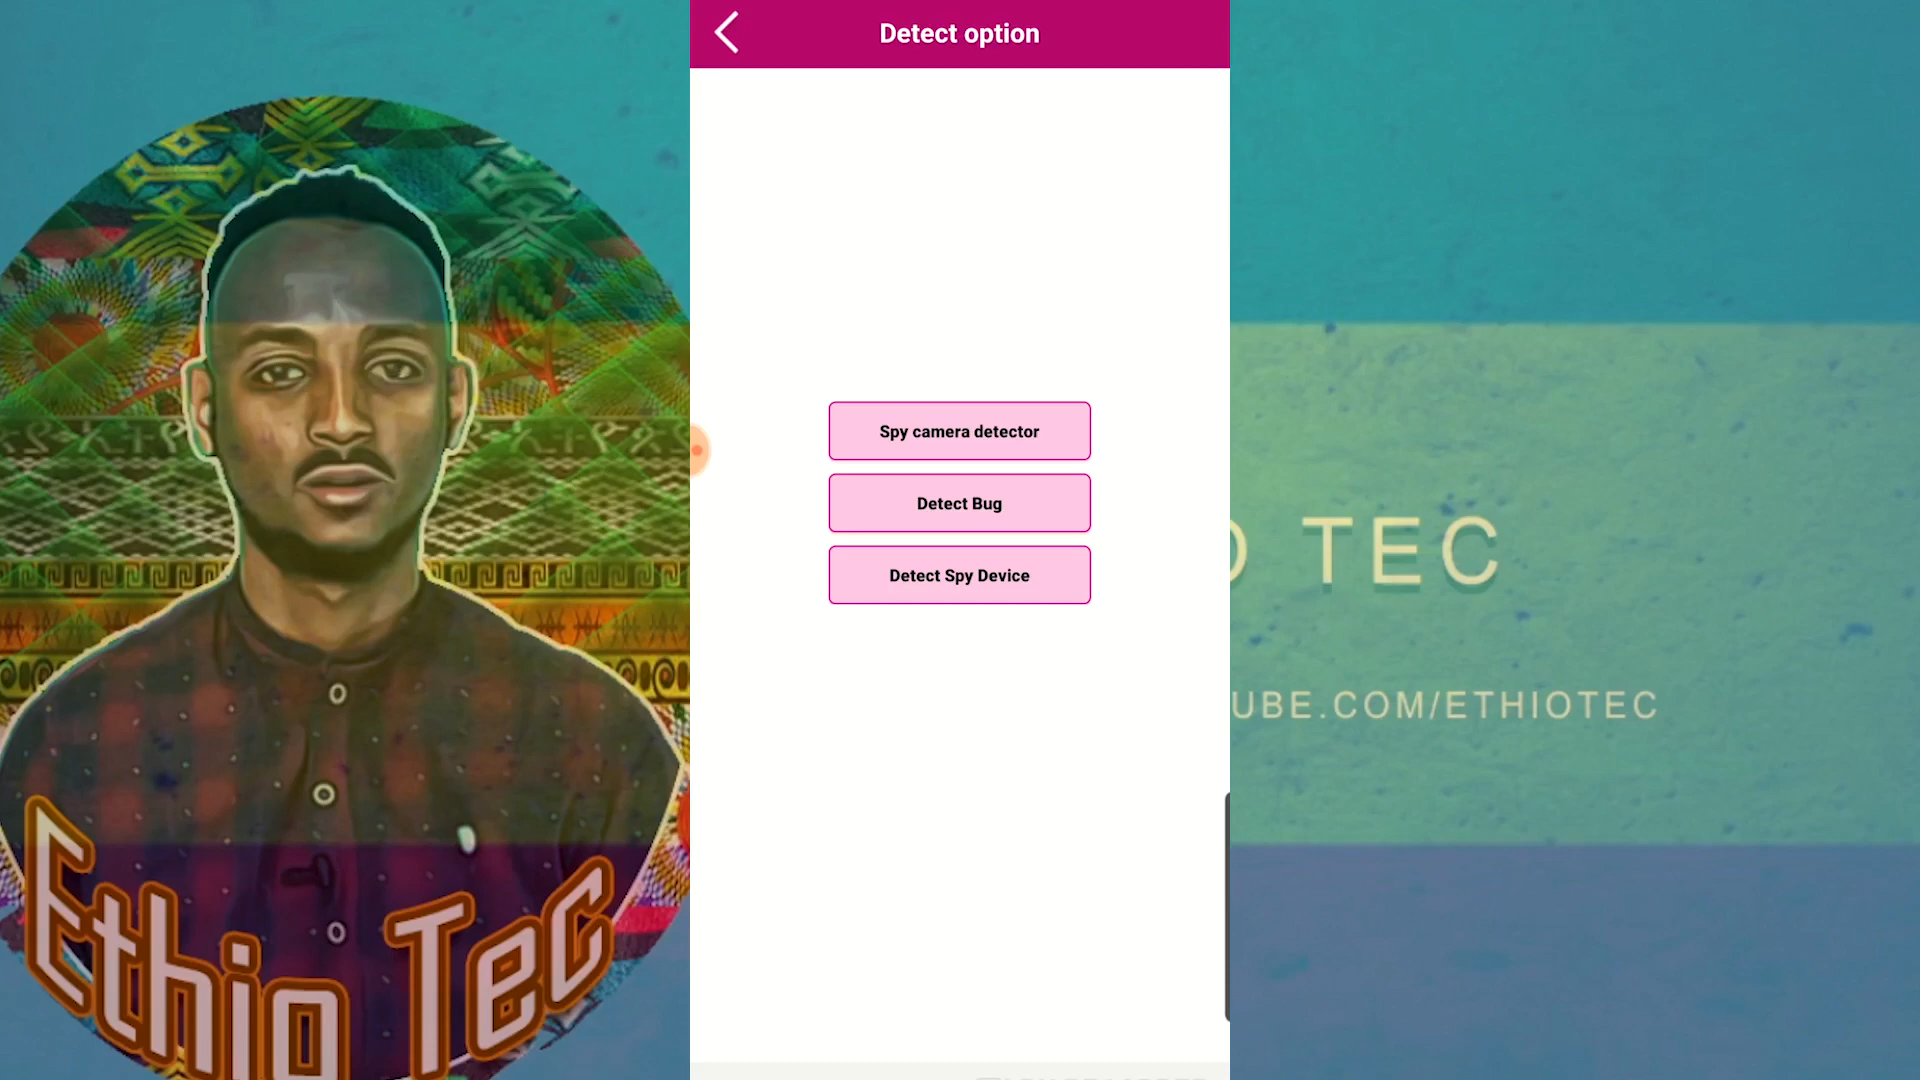 Detect option
Spy camera detector
Detect Bug
Detect Spy Device
TEC
UBE.COM/ETHIOTEC
Ethio Tec